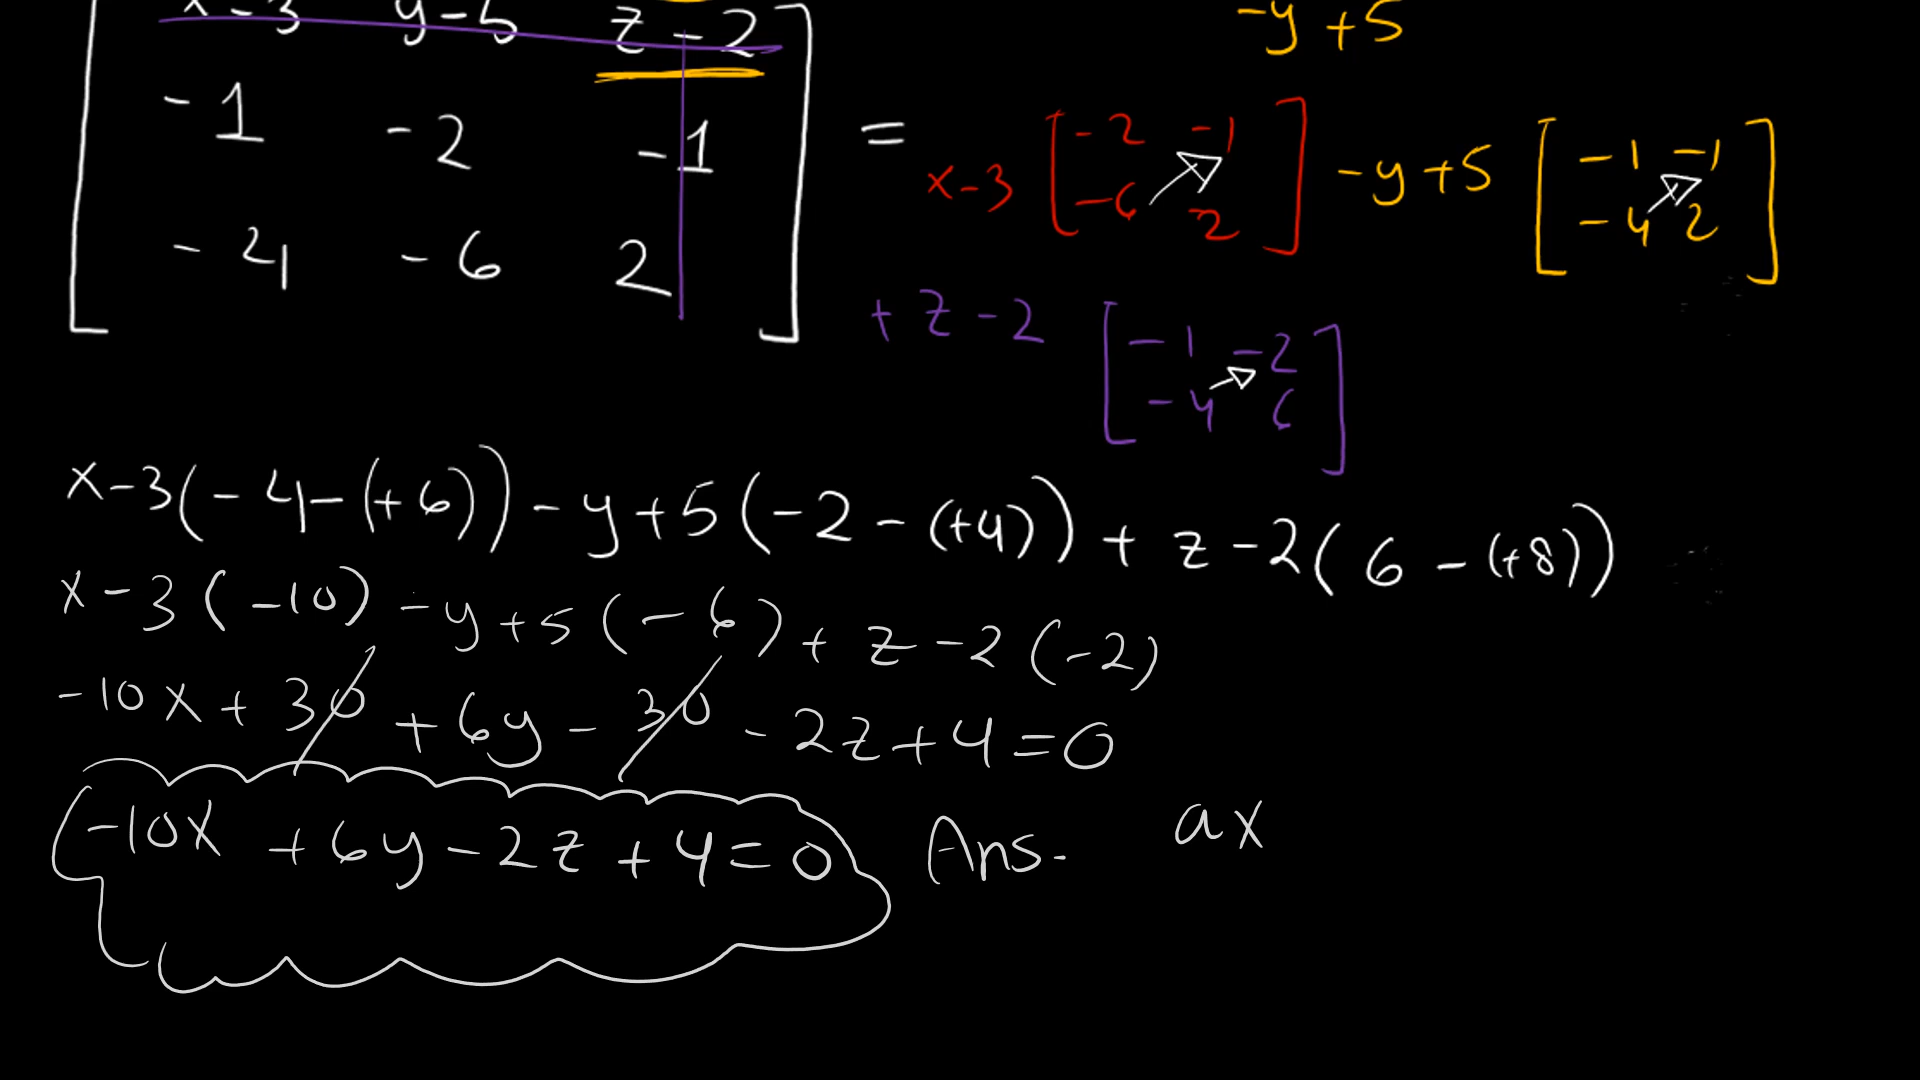 x - 3 y - 5 z - 2
-y + 5
-1 -2 -1
=
x-3 [ -2 -1
-6 2 ]
-y+5 [ -1 -1
-4 2 ]
-4 -6 2
+ z - 2 [ -1 -2
-4 6 ]
x-3(-4-(+6)) - y+5(-2-(+4)) + z-2(6-(+8))
x-3(-10) -y+5(-6) + z-2(-2)
-10x + 30 + 6y - 30 - 2z + 4 = 0
-10x + 6y - 2z + 4 = 0 Ans. ax